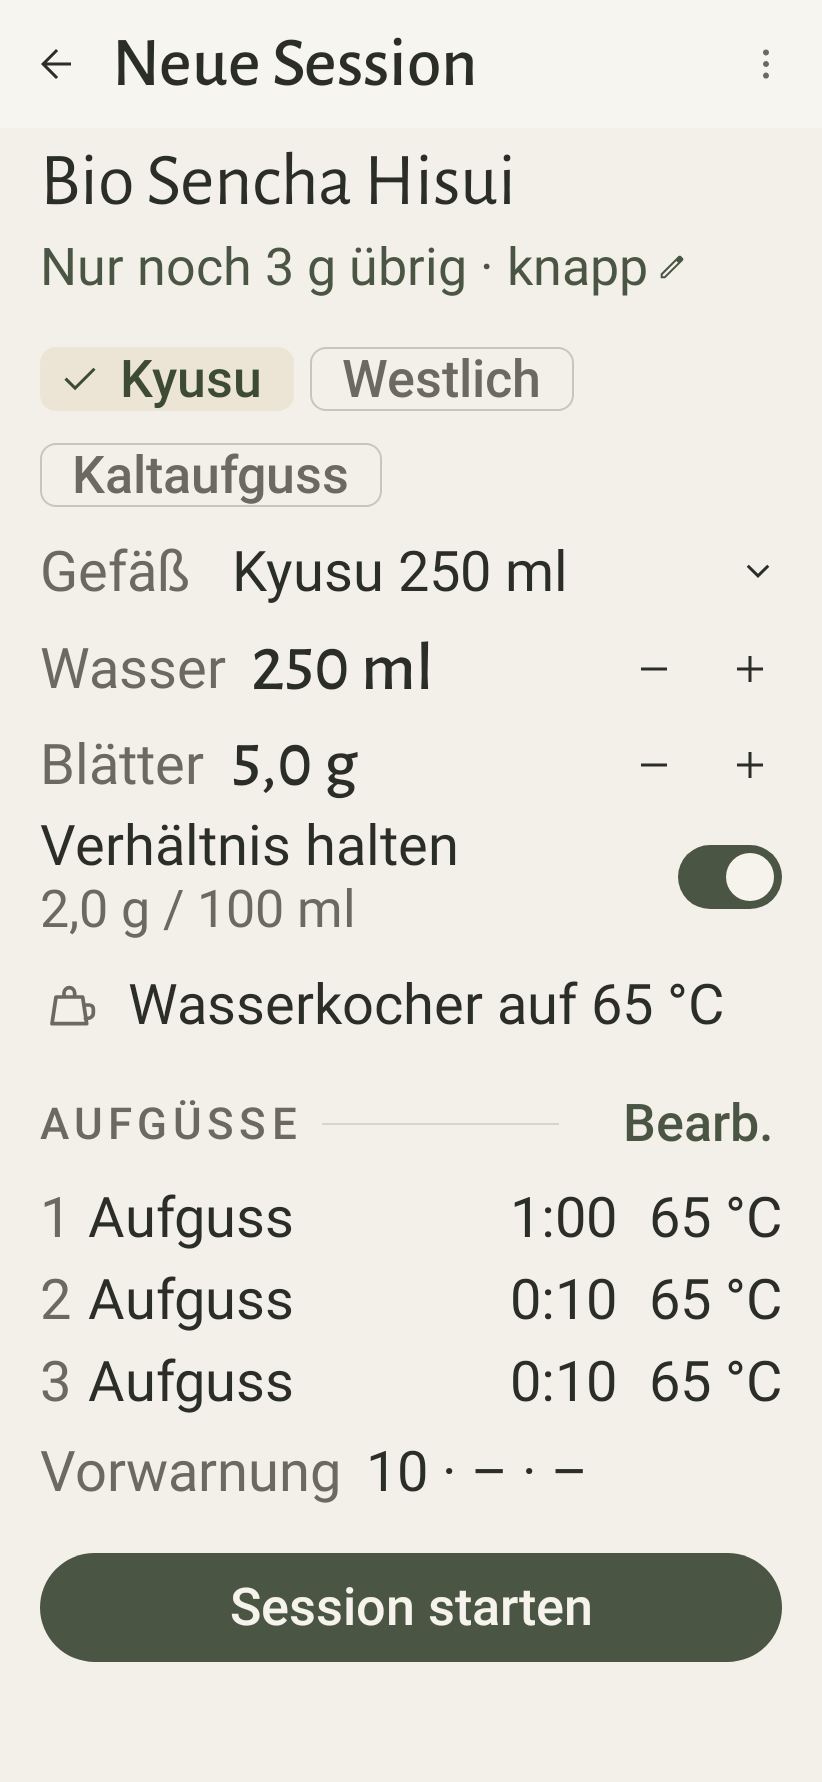 Neue Session
Bio Sencha Hisui
Nur noch 3 g übrig · knapp
Kyusu Westlich
Kaltaufguss
Gefäß Kyusu 250 ml
Wasser 250 ml − +
Blätter 5,0 g − +
Verhältnis halten
2,0 g / 100 ml
Wasserkocher auf 65 °C
AUFGÜSSE Bearb.
1 Aufguss 1:00 65 °C
2 Aufguss 0:10 65 °C
3 Aufguss 0:10 65 °C
Vorwarnung 10 · – · –
Session starten